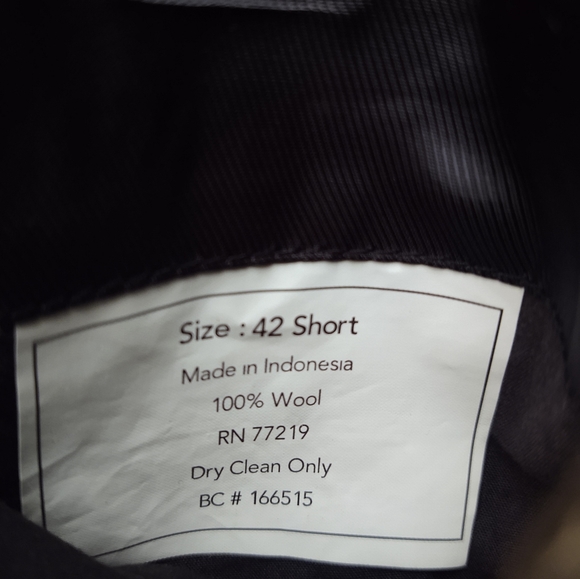 Size : 42 Short
Made in Indonesia
100% Wool
RN 77219
Dry Clean Only
BC # 166515